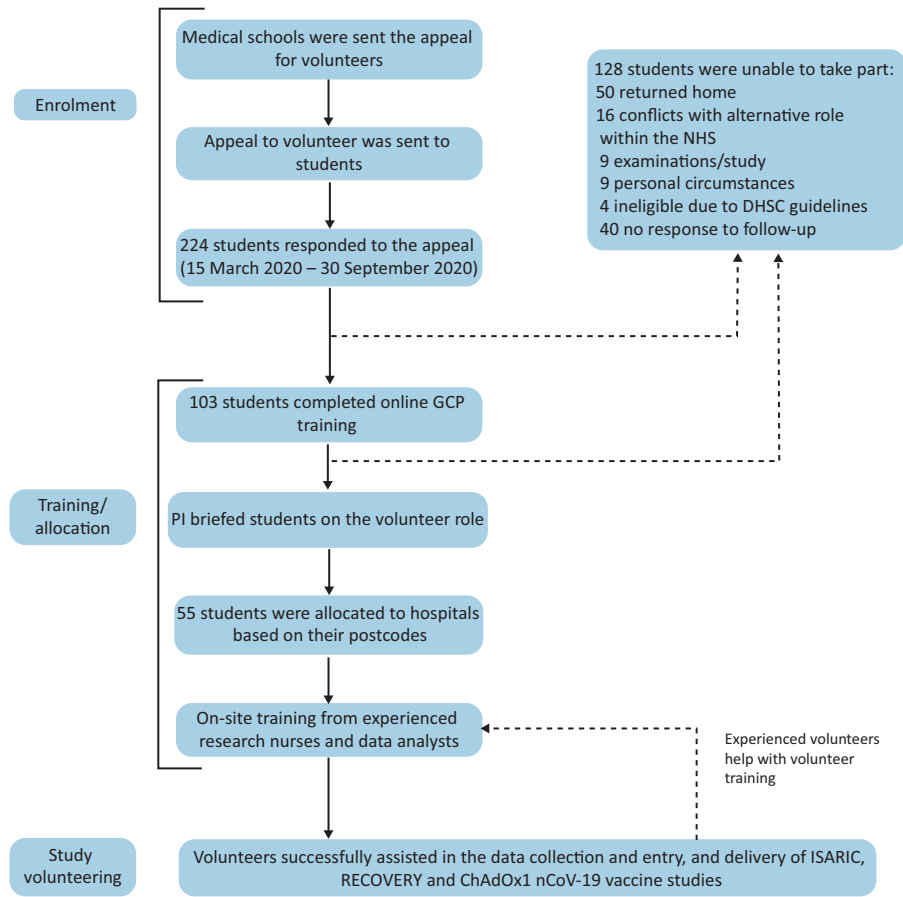 Enrolment
Medical schools were sent the appeal
for volunteers
Appeal to volunteer was sent to
students
224 students responded to the appeal
(15 March 2020 – 30 September 2020)
128 students were unable to take part:
50 returned home
16 conflicts with alternative role
within the NHS
9 examinations/study
9 personal circumstances
4 ineligible due to DHSC guidelines
40 no response to follow-up
Training/
allocation
103 students completed online GCP
training
PI briefed students on the volunteer role
55 students were allocated to hospitals
based on their postcodes
On-site training from experienced
research nurses and data analysts
Experienced volunteers
help with volunteer
training
Study
volunteering
Volunteers successfully assisted in the data collection and entry, and delivery of ISARIC,
RECOVERY and ChAdOx1 nCoV-19 vaccine studies